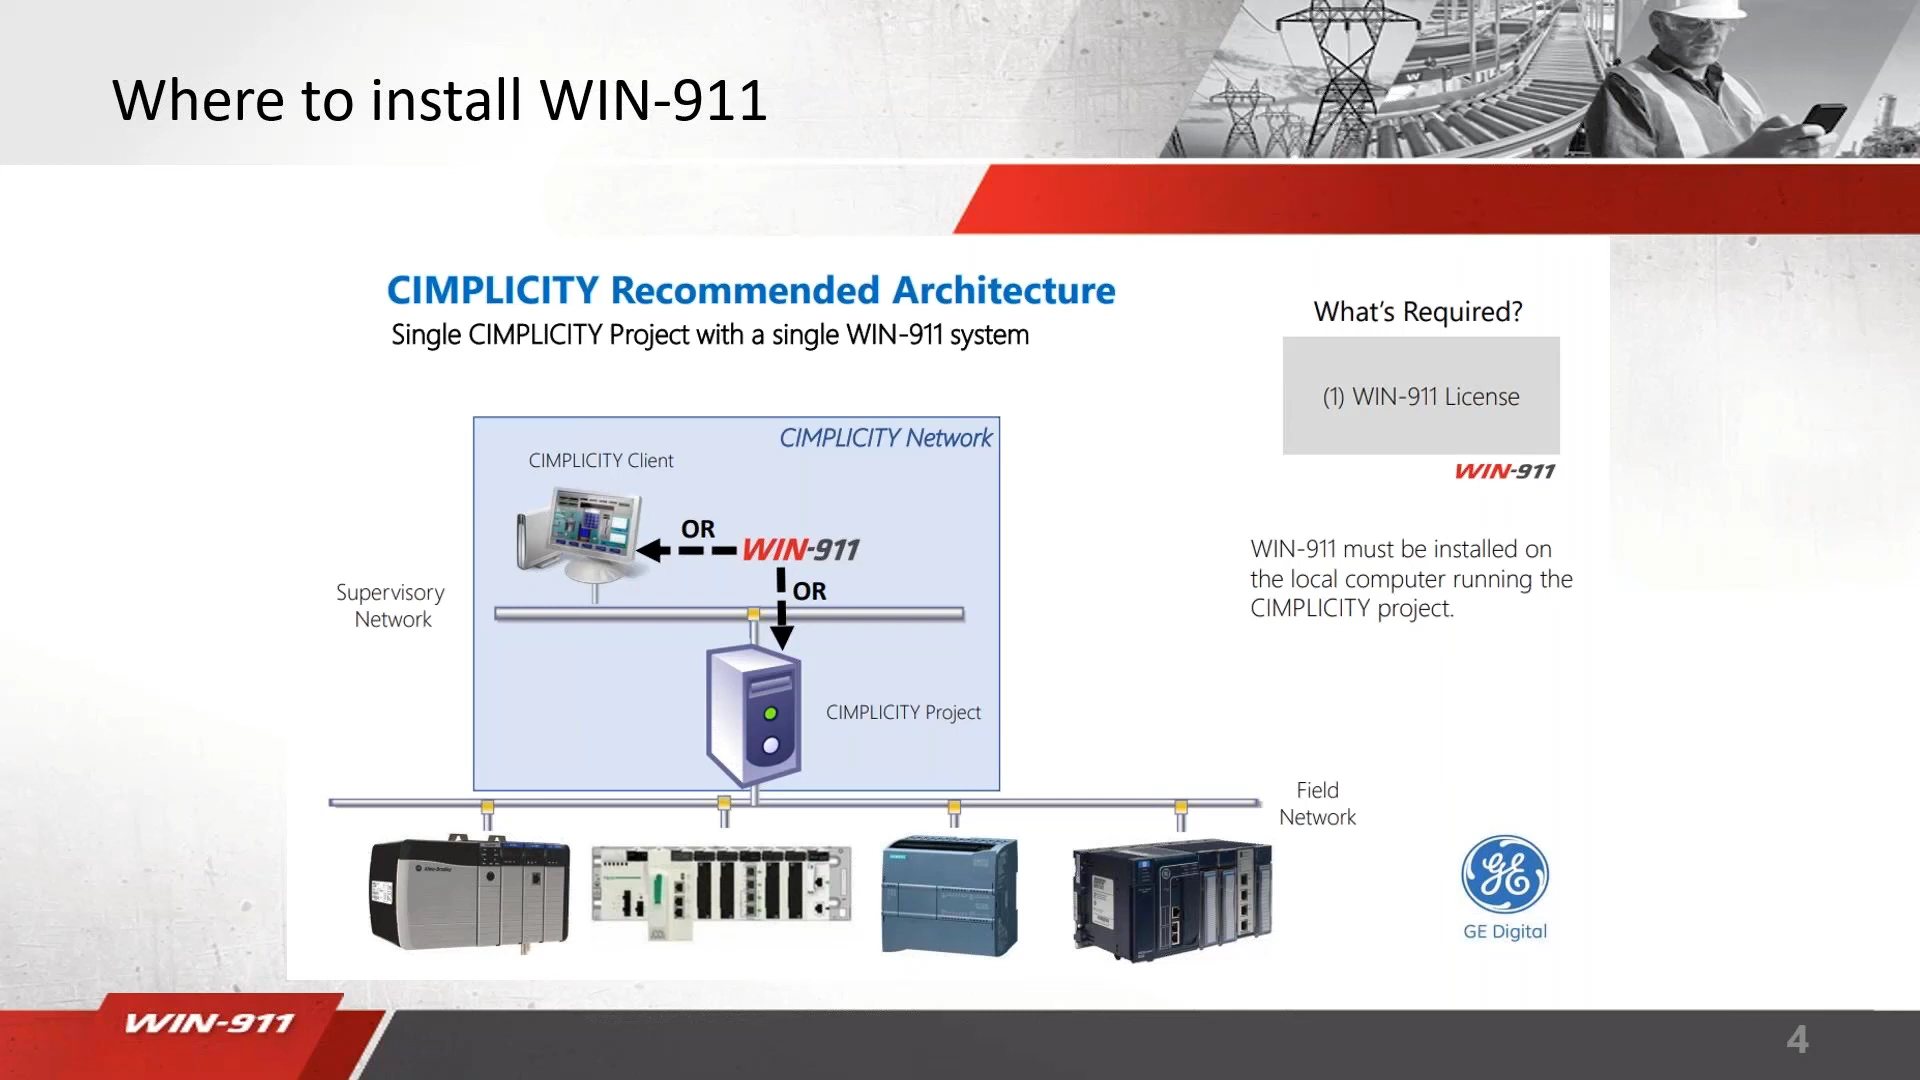 Where to install WIN-911
CIMPLICITY Recommended Architecture
Single CIMPLICITY Project with a single WIN-911 system
What's Required?
(1) WIN-911 License
WIN-911
CIMPLICITY Network
CIMPLICITY Client
OR
WIN-911
OR
Supervisory
Network
WIN-911 must be installed on
the local computer running the
CIMPLICITY project.
CIMPLICITY Project
Field
Network
GE
GE Digital
WIN-911
4